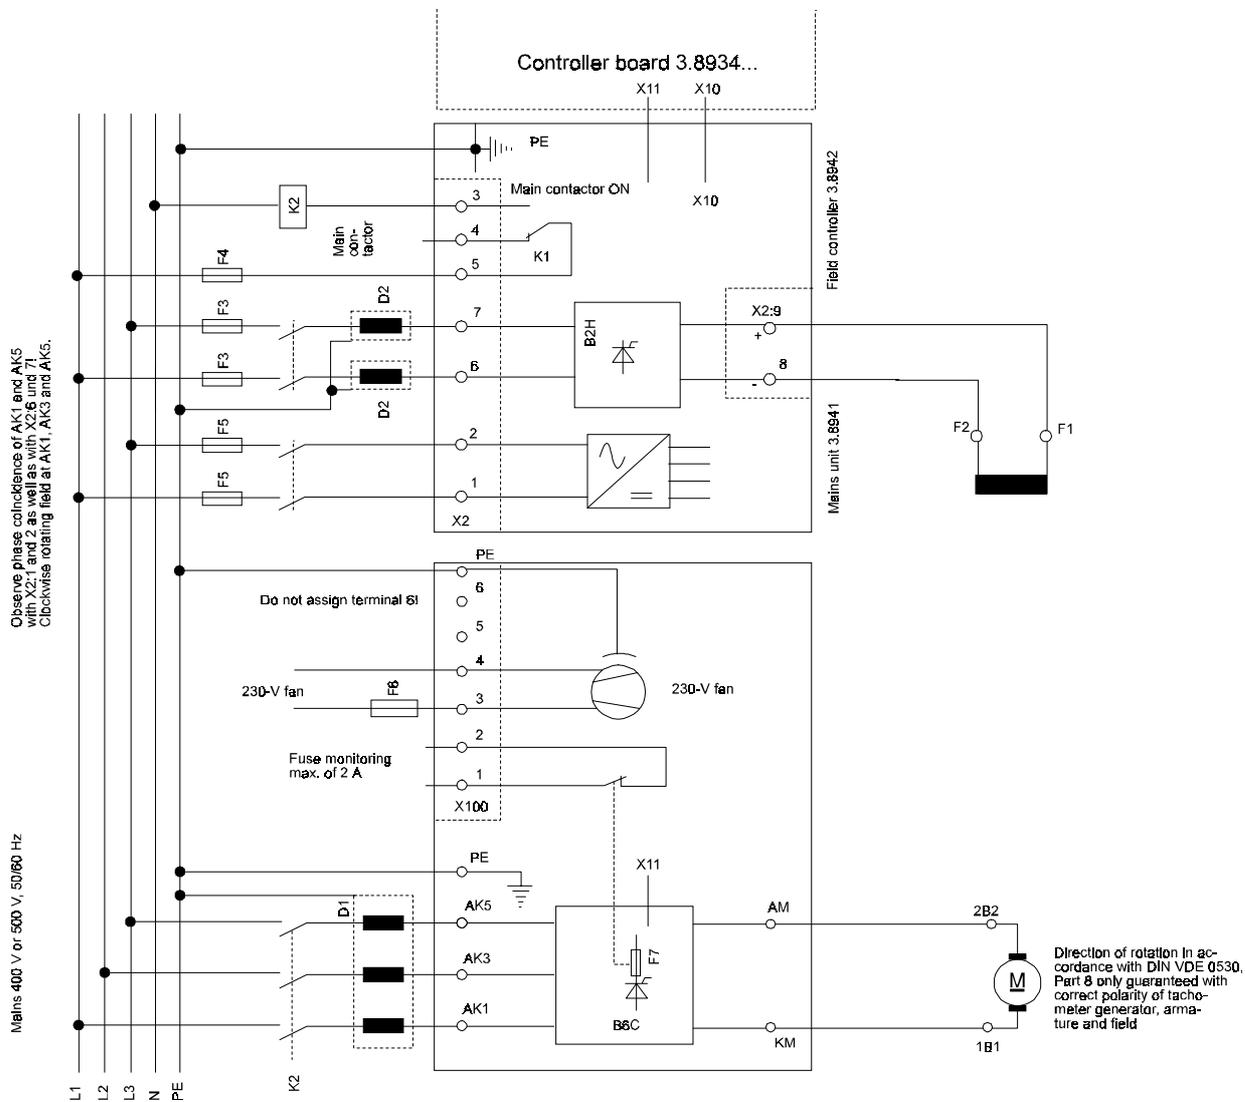 Controller board 3.8934...
X11
X10
PE
Field controller 3.8942
3
Main contactor ON
X10
K2
Main
con-
tactor
4
K1
F4
5
F3
D2
7
B2H
X2:9
+
F3
6
8
-
D2
Mains unit 3.8941
F2
F1
F5
2
F5
1
X2
Observe phase coincidence of AK1 and AK5
with X2:1 and 2 as well as with X2:6 und 7!
Clockwise rotating field at AK1, AK3 and AK5.
PE
6
Do not assign terminal 6!
5
4
230-V fan
F6
3
230-V fan
2
Fuse monitoring
max. of 2 A
1
X100
Mains 400 V or 500 V, 50/60 Hz
PE
X11
D1
AK5
AM
2B2
AK3
F7
M
Direction of rotation in ac-
cordance with DIN VDE 0530,
Part 8 only guaranteed with
correct polarity of tacho-
meter generator, arma-
ture and field
AK1
B6C
KM
1B1
L1
L2
L3
N
PE
K2